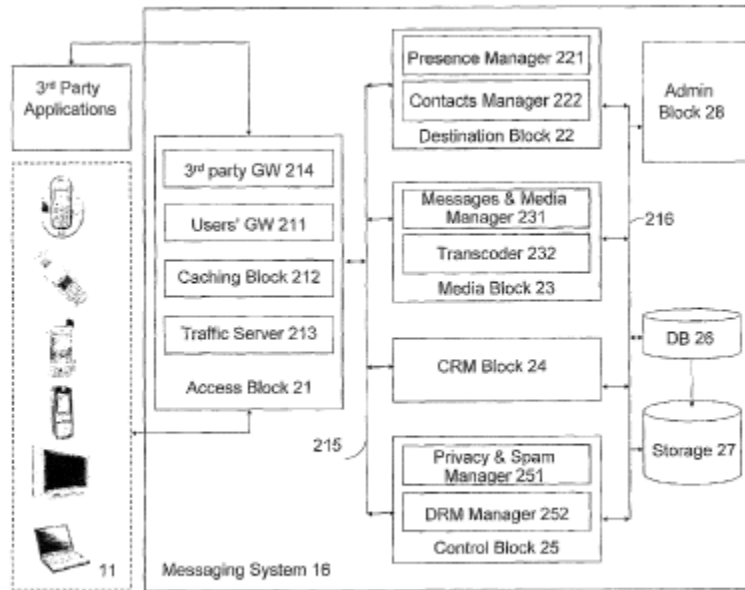 3rd Party
Applications
11
3rd party GW 214
Users' GW 211
Caching Block 212
Traffic Server 213
Access Block 21
215
Messaging System 16
Presence Manager 221
Contacts Manager 222
Destination Block 22
Messages & Media
Manager 231
Transcoder 232
Media Block 23
CRM Block 24
Privacy & Spam
Manager 251
DRM Manager 252
Control Block 25
216
Admin
Block 28
DB 26
Storage 27